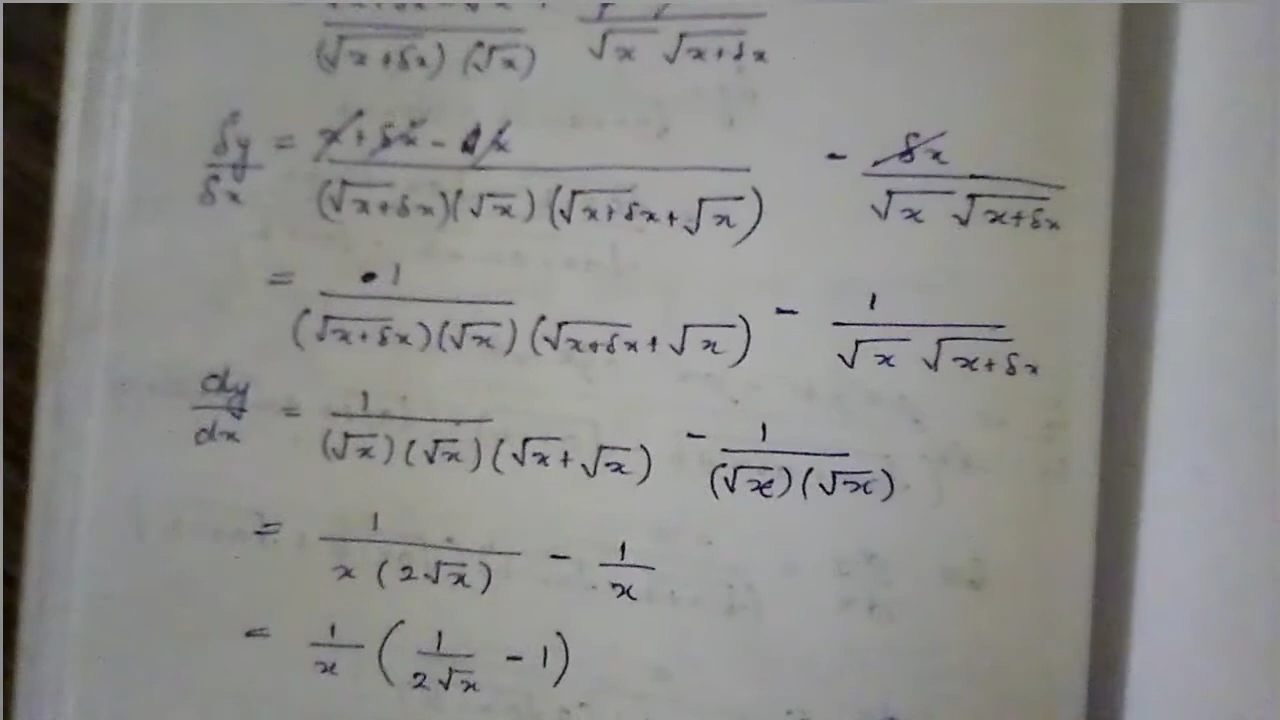 (√x+δx) (√x) √x √x+δx
δy/δx = x+δx - x / (√x+δx)(√x) (√x+δx + √x) - δx / √x √x+δx
= 1 / (√x+δx)(√x) (√x+δx + √x) - 1 / √x √x+δx
dy/dx = 1 / (√x)(√x) (√x+√x) - 1 / (√x)(√x)
= 1 / x (2√x) - 1/x
= 1/x (1/2√x - 1)